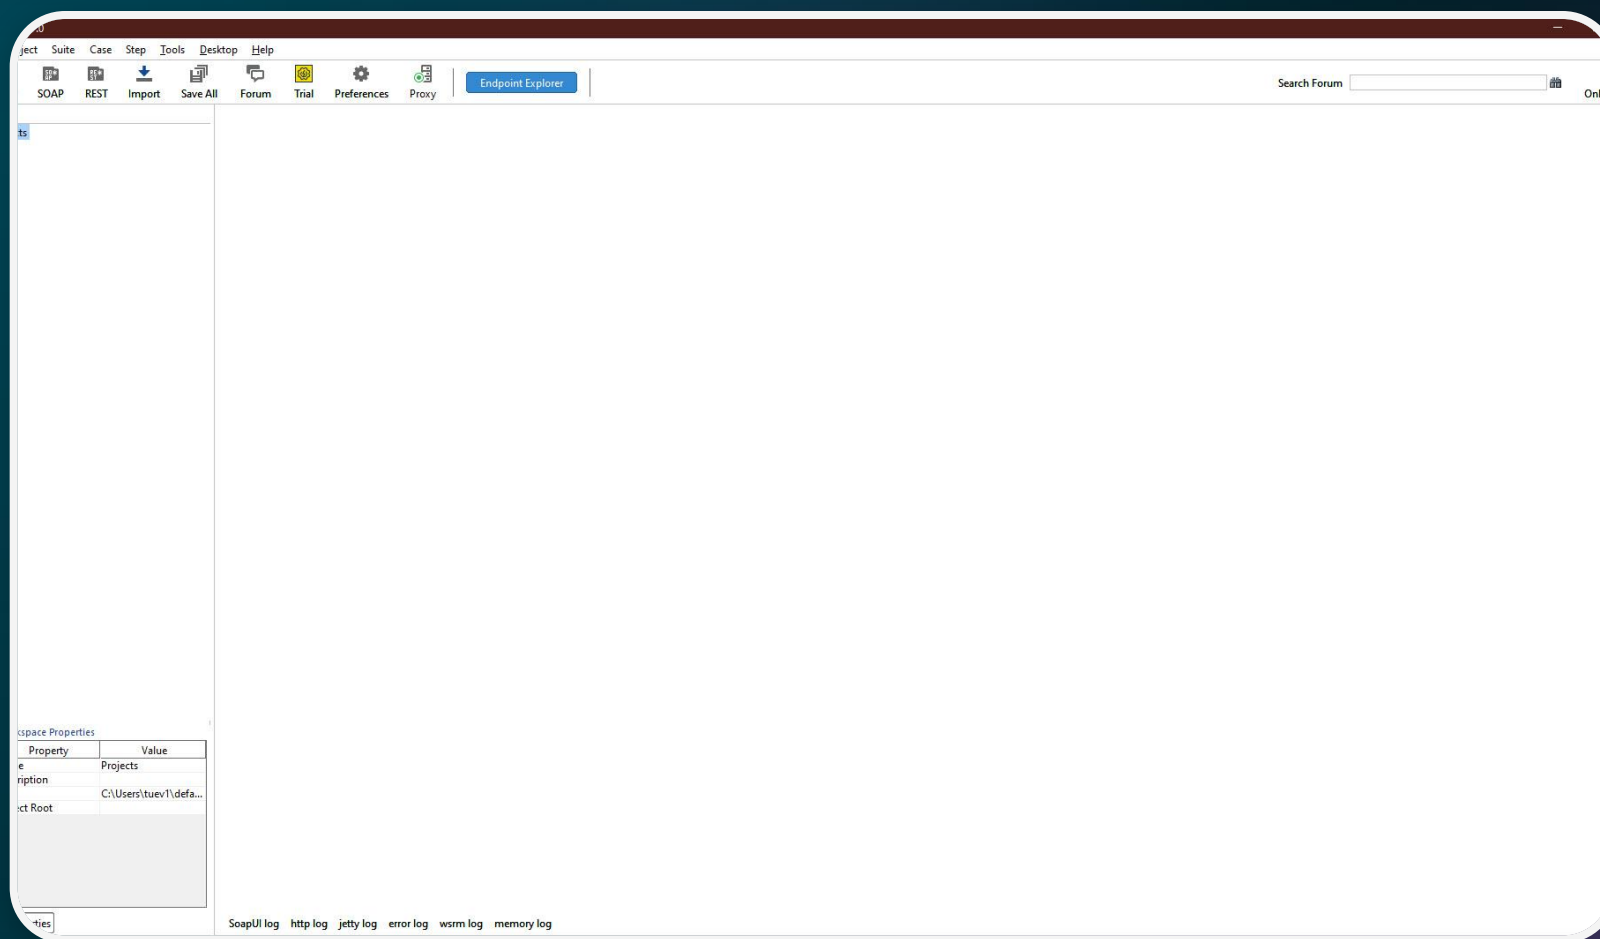 .0
ject Suite Case Step Tools Desktop Help
SOAP REST Import Save All Forum Trial Preferences Proxy Endpoint Explorer Search Forum Onl
ts
kspace Properties
Property Value
e Projects
ription
C:\Users\tuev1\defa...
ect Root
ties
SoapUI log http log jetty log error log wsrm log memory log